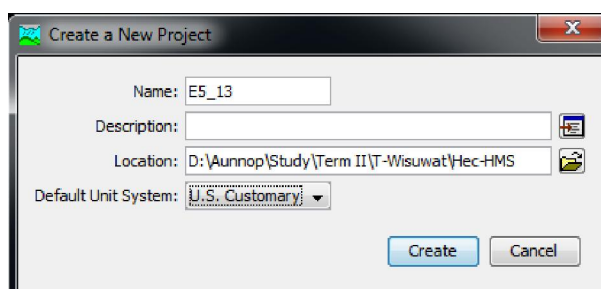 Create a New Project
Name: E5_13
Description:
Location: D:\Aunnop\Study\Term II\T-Wisuwat\Hec-HMS
Default Unit System: U.S. Customary
Create Cancel